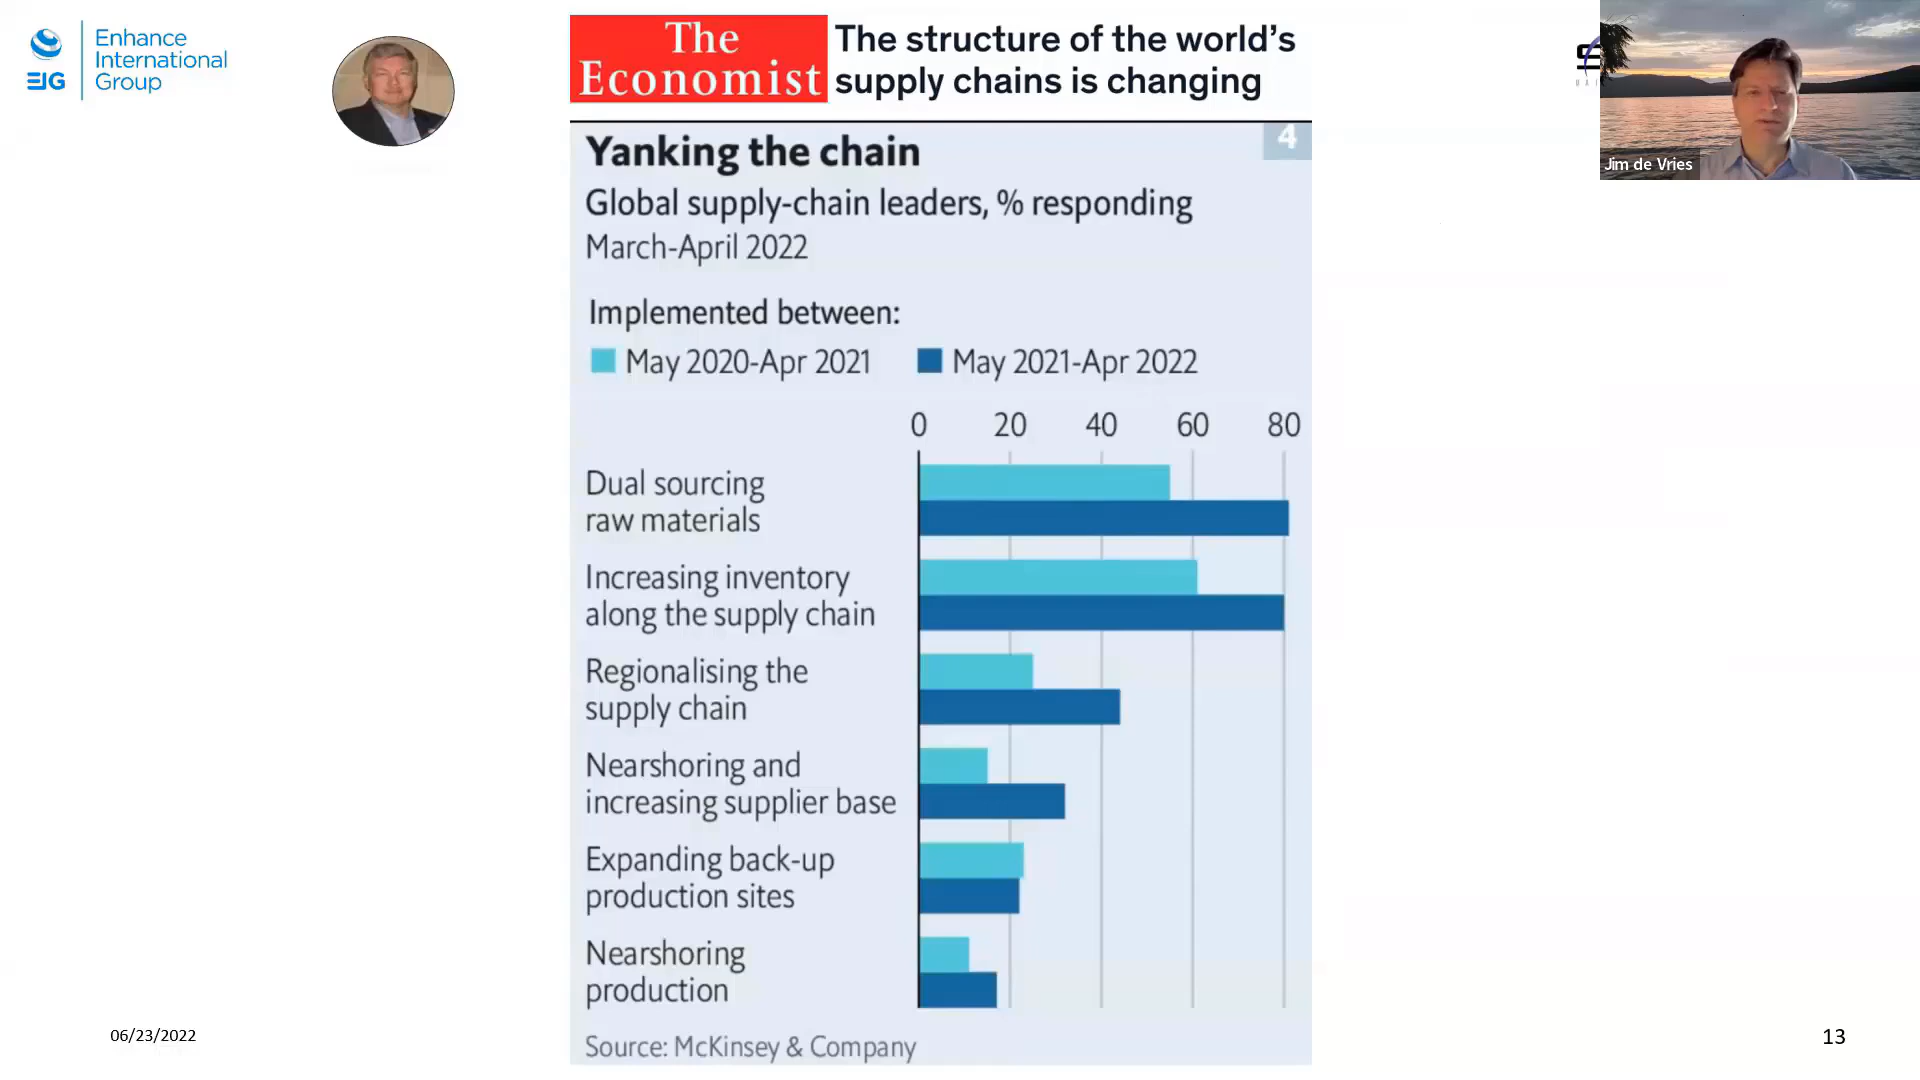 EIG
Enhance
International
Group
The
Economist
The structure of the world's
supply chains is changing
Jim de Vries
Yanking the chain
4
Global supply-chain leaders, % responding
March-April 2022
Implemented between:
May 2020-Apr 2021
May 2021-Apr 2022
0 20 40 60 80
Dual sourcing
raw materials
Increasing inventory
along the supply chain
Regionalising the
supply chain
Nearshoring and
increasing supplier base
Expanding back-up
production sites
Nearshoring
production
Source: McKinsey & Company
06/23/2022
13